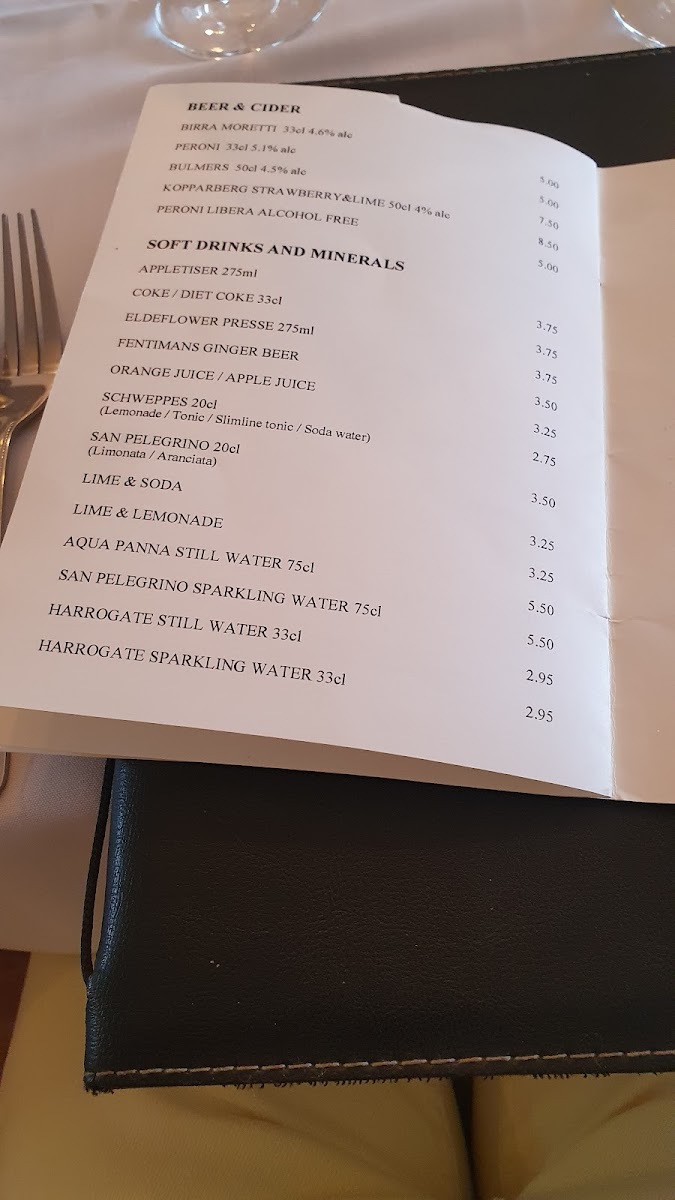 BEER & CIDER
BIRRA MORETTI 33cl 4.6% alc 5.00
PERONI 33cl 5.1% alc 5.00
BULMERS 50cl 4.5% alc 7.50
KOPPARBERG STRAWBERRY&LIME 50cl 4% alc 8.50
PERONI LIBERA ALCOHOL FREE 5.00
SOFT DRINKS AND MINERALS
APPLETISER 275ml 3.75
COKE / DIET COKE 33cl 3.75
ELDEFLOWER PRESSE 275ml 3.75
FENTIMANS GINGER BEER 3.50
ORANGE JUICE / APPLE JUICE 3.25
SCHWEPPES 20cl 2.75
(Lemonade / Tonic / Slimline tonic / Soda water)
SAN PELEGRINO 20cl 3.50
(Limonata / Aranciata)
LIME & SODA 3.25
LIME & LEMONADE 3.25
AQUA PANNA STILL WATER 75cl 5.50
SAN PELEGRINO SPARKLING WATER 75cl 5.50
HARROGATE STILL WATER 33cl 2.95
HARROGATE SPARKLING WATER 33cl 2.95